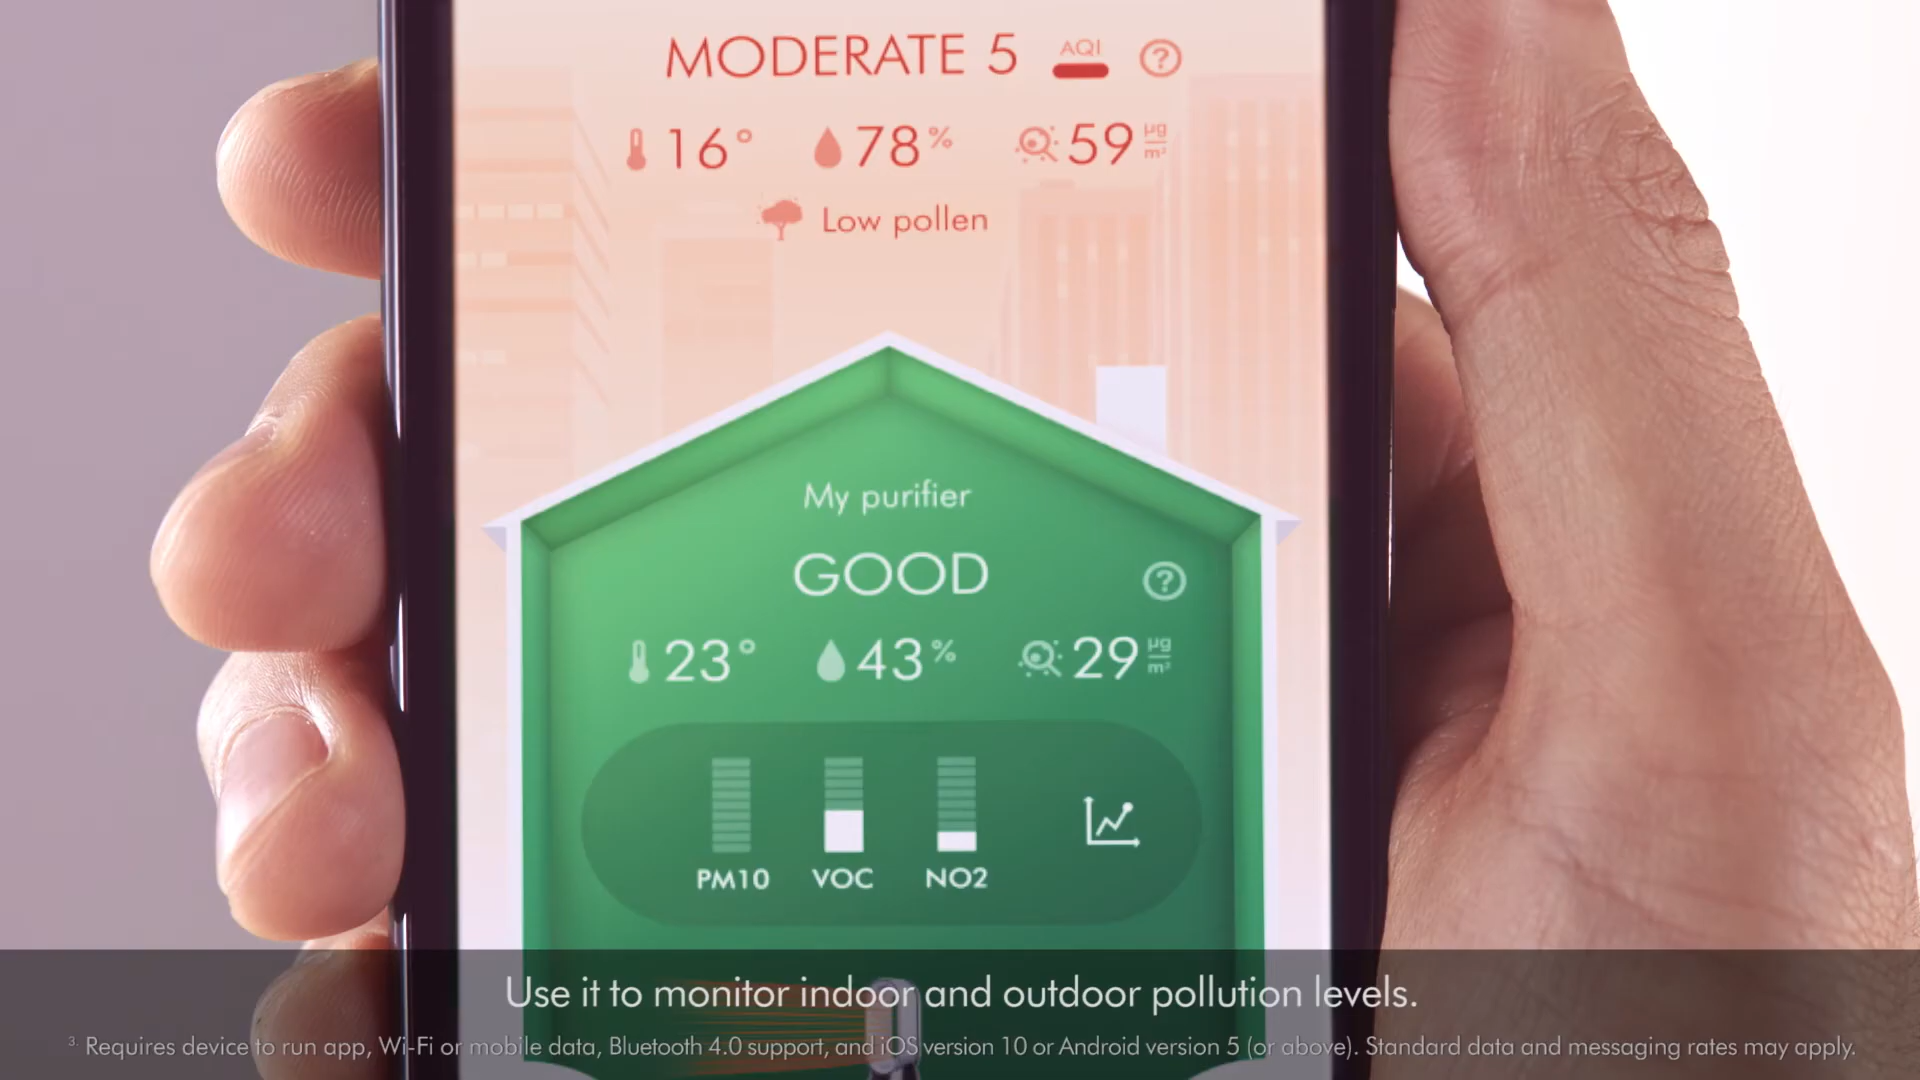 MODERATE 5 AQI ?
16° 78% 59 µg/m³
Low pollen
My purifier
GOOD ?
23° 43% 29 µg/m³
PM10 VOC NO2
Use it to monitor indoor and outdoor pollution levels.
3. Requires device to run app, Wi-Fi or mobile data, Bluetooth 4.0 support, and iOS version 10 or Android version 5 (or above). Standard data and messaging rates may apply.